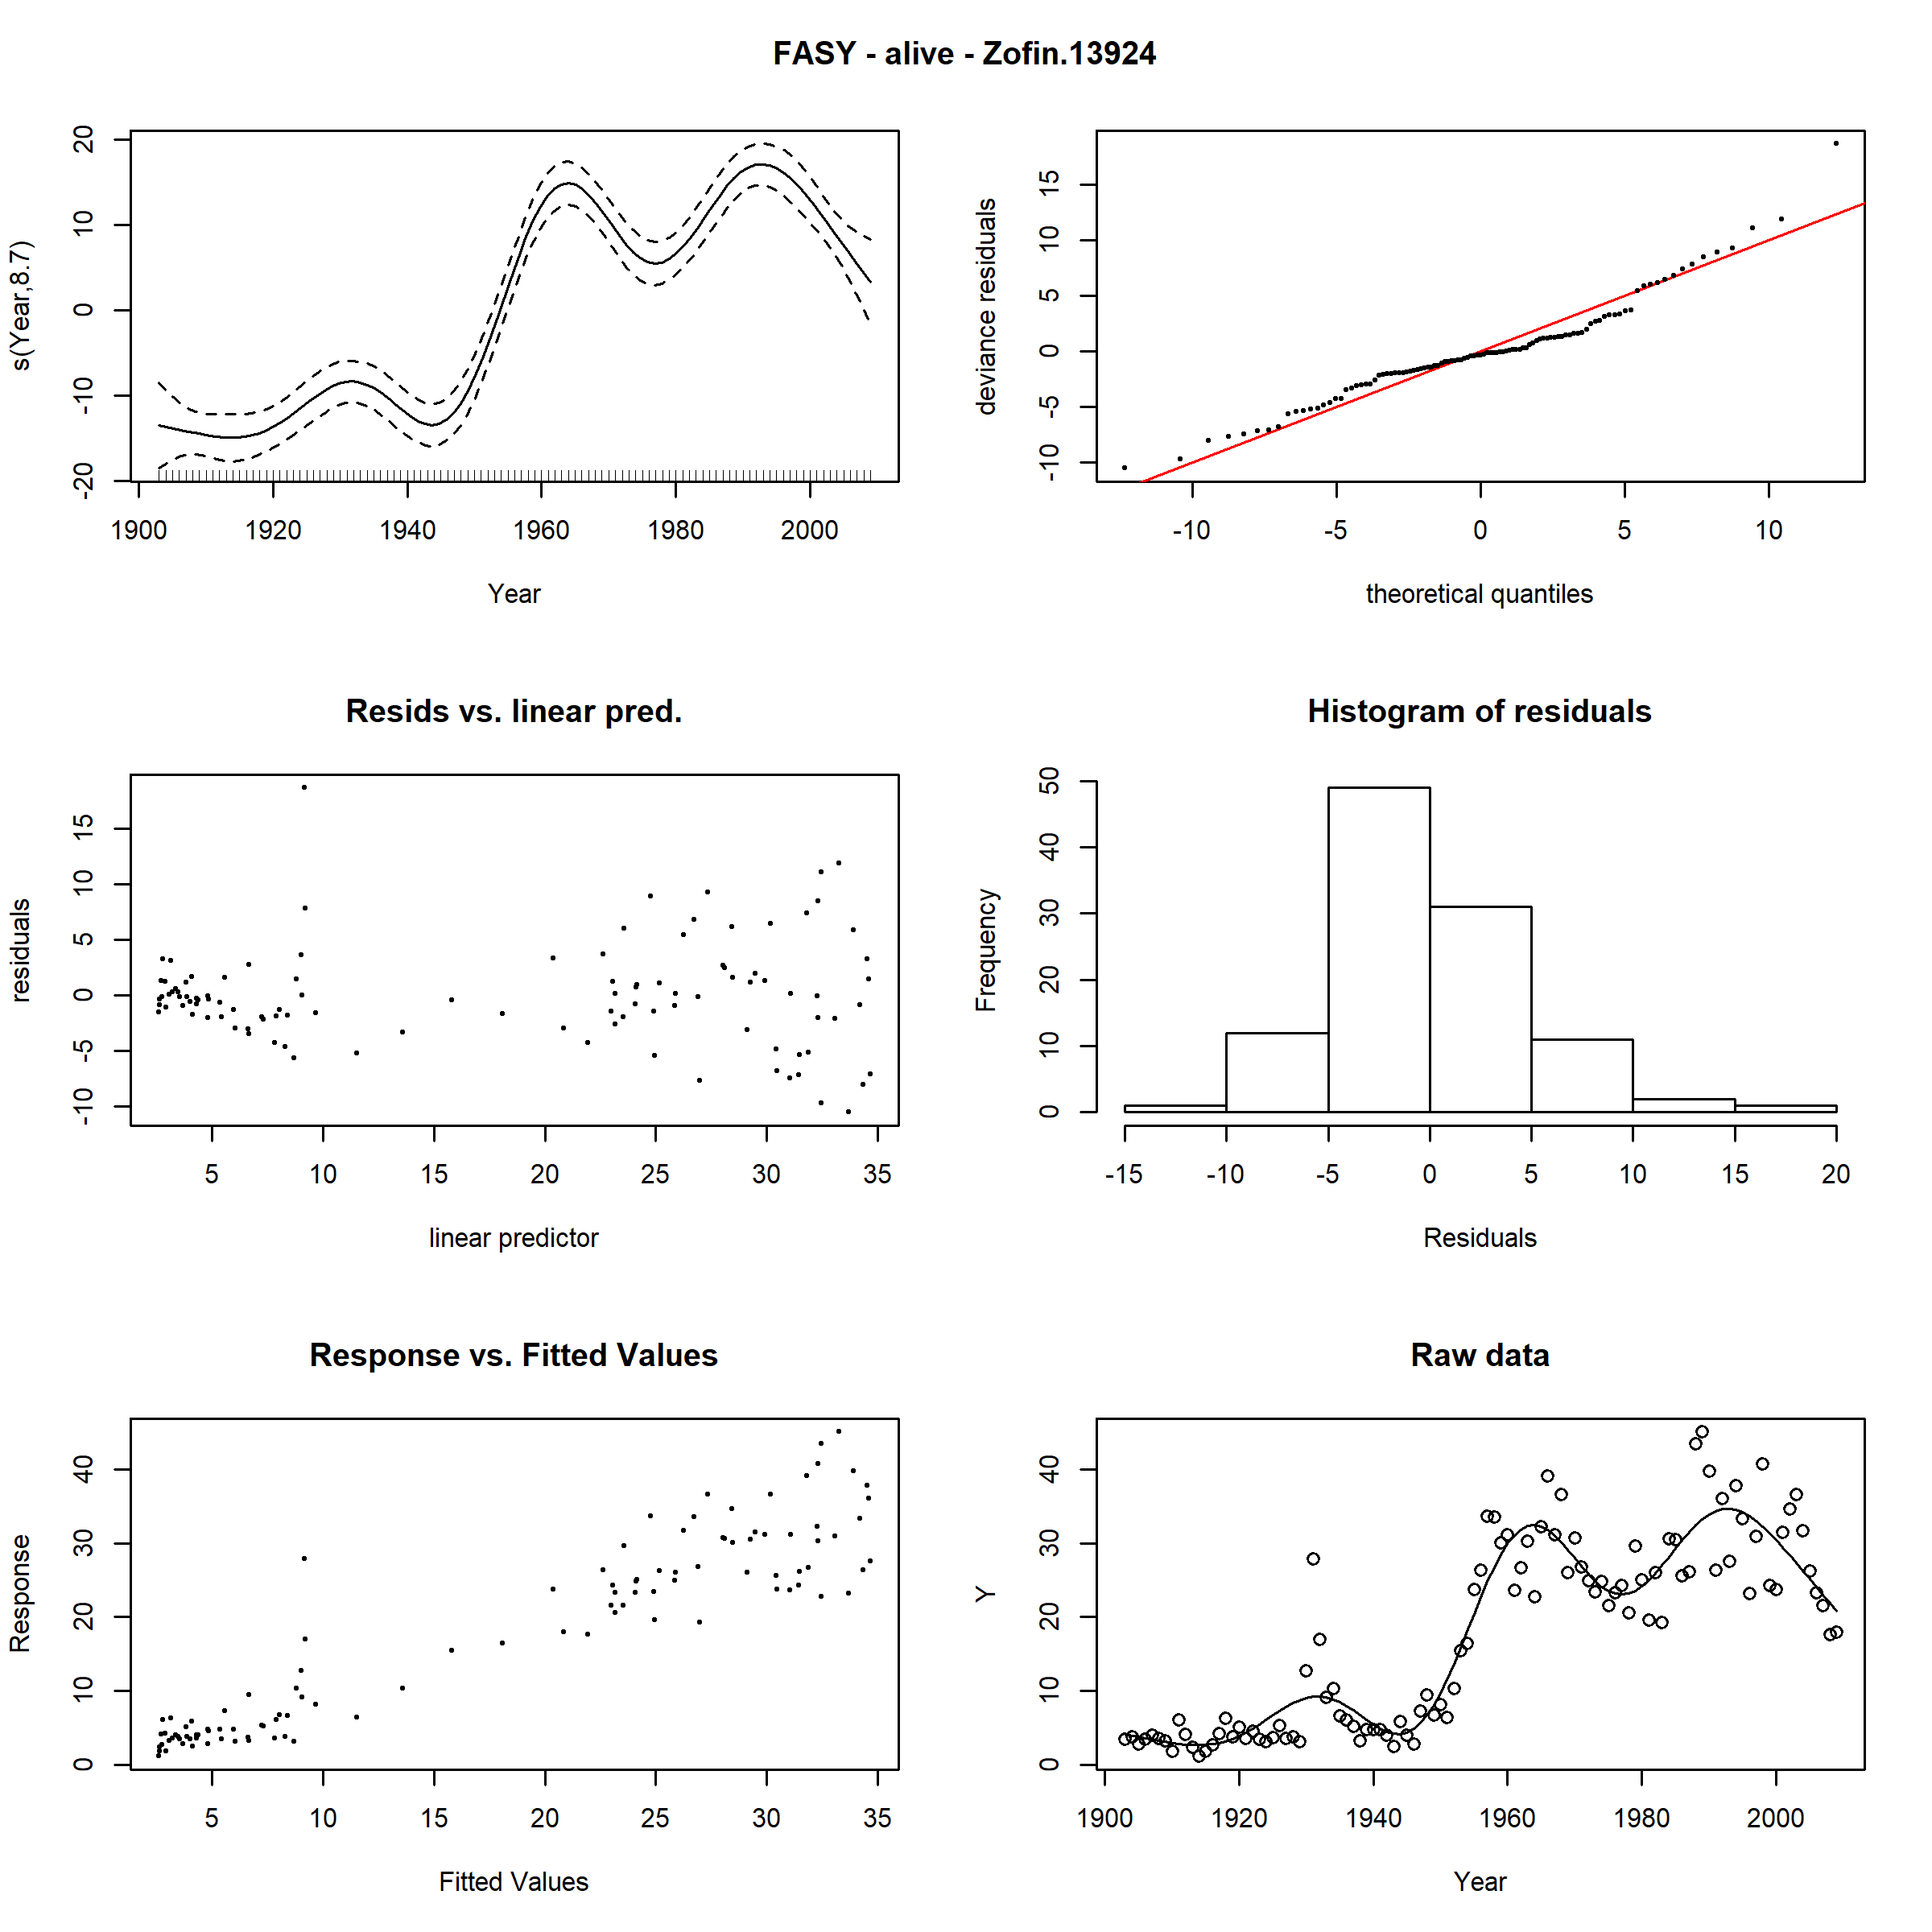 FASY - alive - Zofin.13924
s(Year,8.7)
20
10
0
-10
-20
1900 1920 1940 1960 1980 2000
Year
deviance residuals
15
10
5
0
-5
-10
-10 -5 0 5 10
theoretical quantiles
Resids vs. linear pred.
residuals
15
10
5
0
-5
-10
5 10 15 20 25 30 35
linear predictor
Histogram of residuals
Frequency
50
40
30
20
10
0
-15 -10 -5 0 5 10 15 20
Residuals
Response vs. Fitted Values
Response
40
30
20
10
0
5 10 15 20 25 30 35
Fitted Values
Raw data
Y
40
30
20
10
0
1900 1920 1940 1960 1980 2000
Year